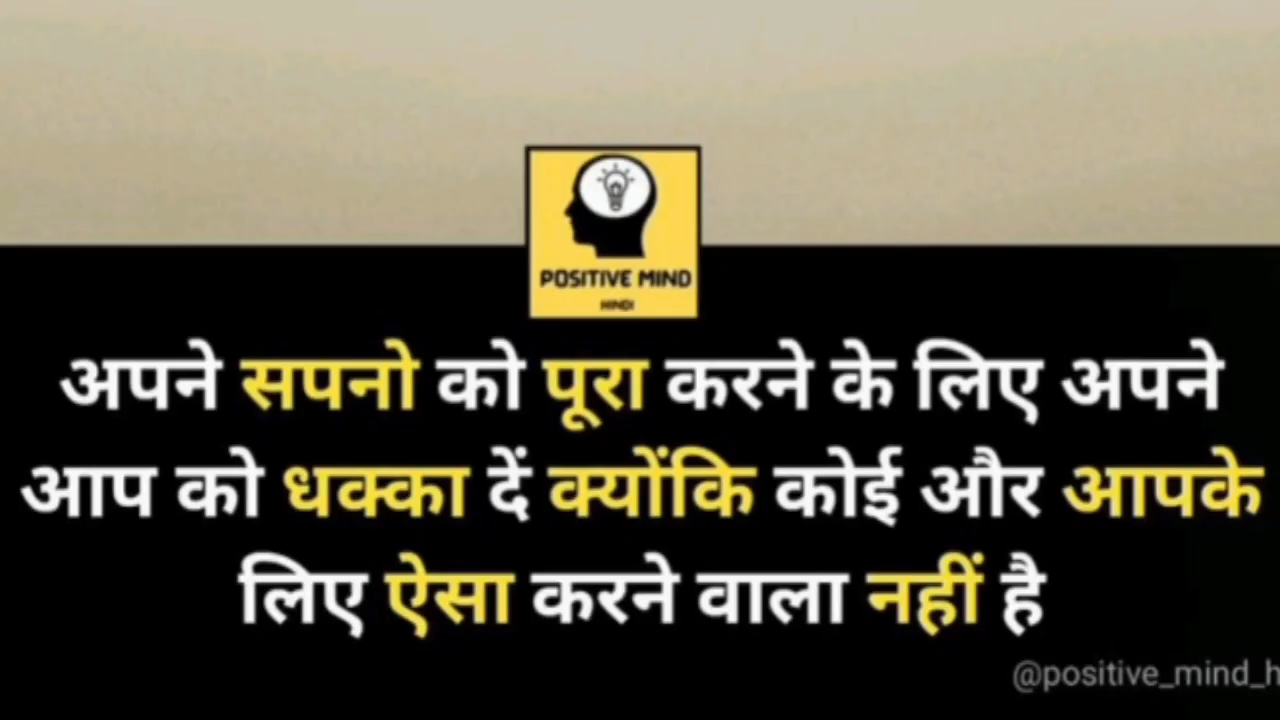 POSITIVE MIND
HINDI
अपने सपनो को पूरा करने के लिए अपने
आप को धक्का दें क्योंकि कोई और आपके
लिए ऐसा करने वाला नहीं है
@positive_mind_h